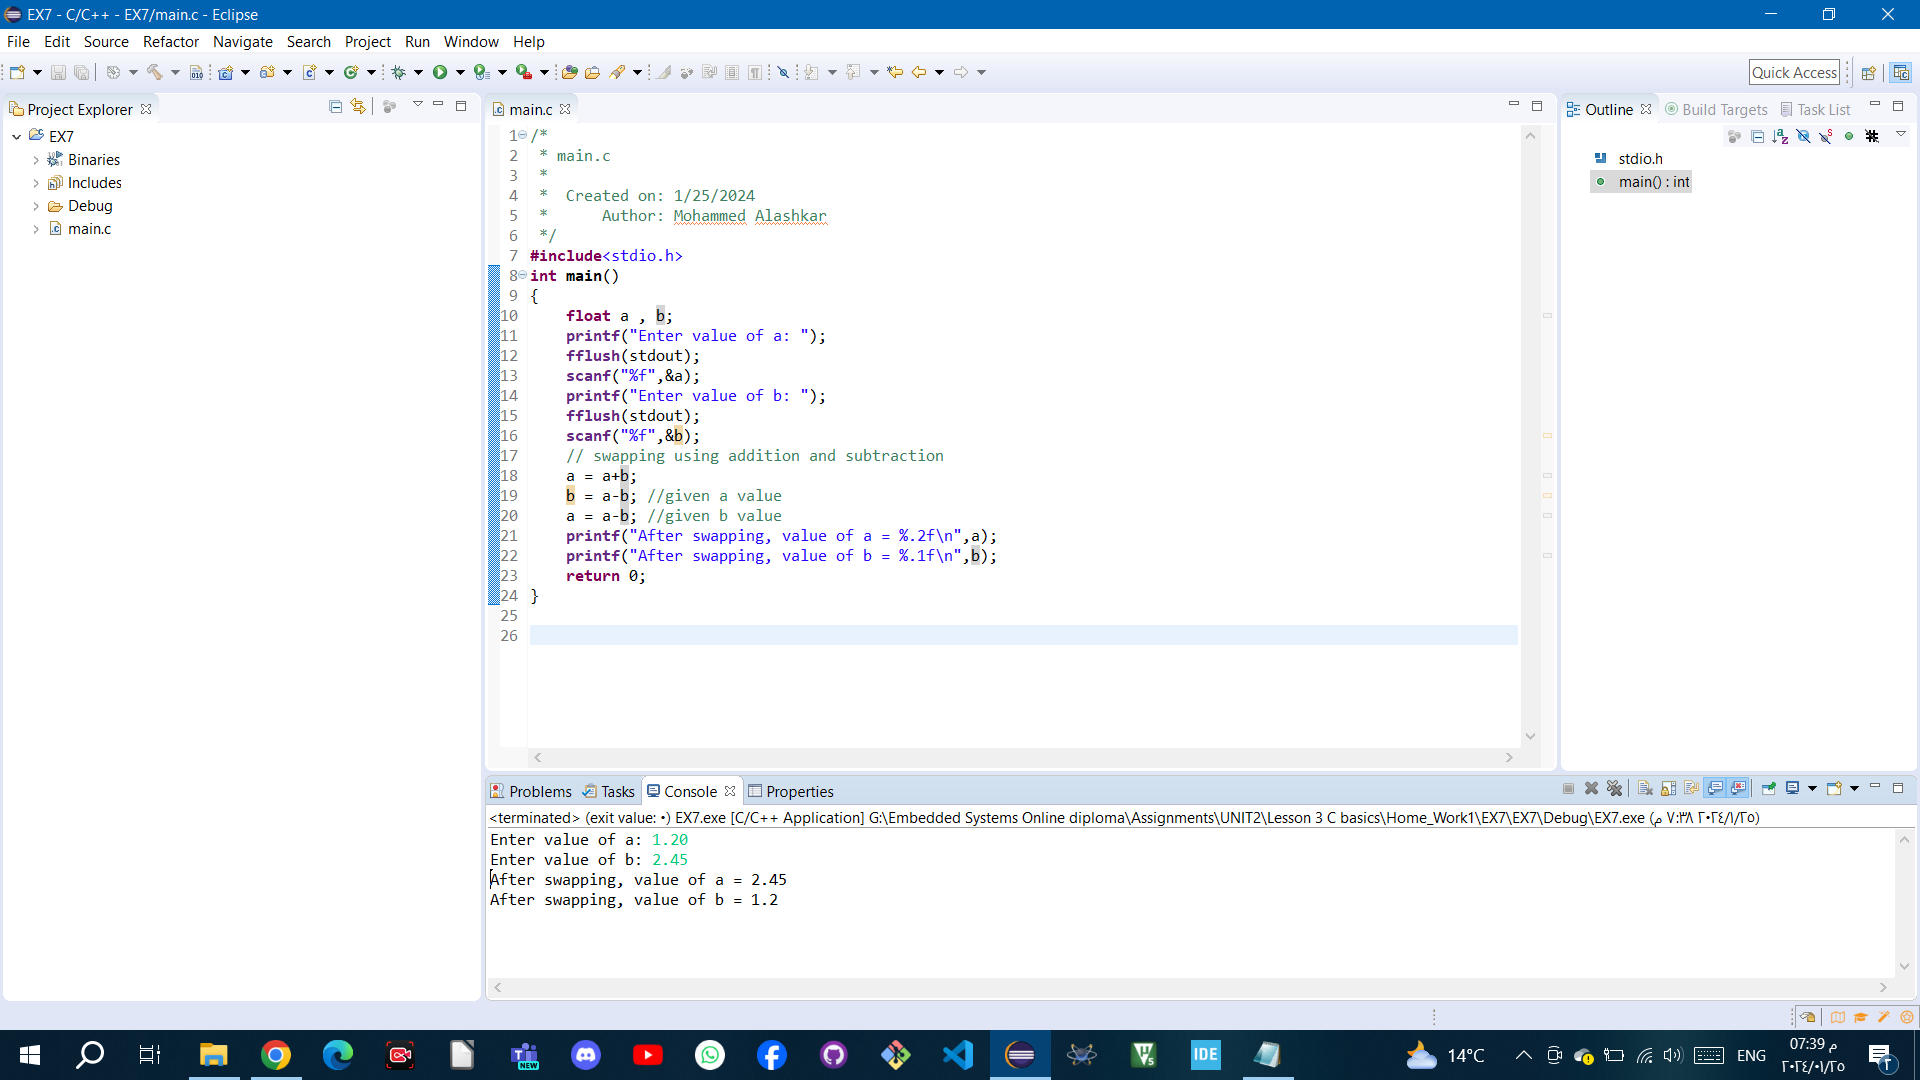 EX7 - C/C++ - EX7/main.c - Eclipse
File Edit Source Refactor Navigate Search Project Run Window Help
Quick Access
Project Explorer
EX7
Binaries
Includes
Debug
main.c
main.c
1 /*
2  * main.c
3  *
4  *  Created on: 1/25/2024
5  *      Author: Mohammed Alashkar
6  */
7 #include<stdio.h>
8 int main()
9 {
10     float a , b;
11     printf("Enter value of a: ");
12     fflush(stdout);
13     scanf("%f",&a);
14     printf("Enter value of b: ");
15     fflush(stdout);
16     scanf("%f",&b);
17     // swapping using addition and subtraction
18     a = a+b;
19     b = a-b; //given a value
20     a = a-b; //given b value
21     printf("After swapping, value of a = %.2f\n",a);
22     printf("After swapping, value of b = %.1f\n",b);
23     return 0;
24 }
25
26
Outline Build Targets Task List
stdio.h
main() : int
Problems Tasks Console Properties
<terminated> (exit value: ٠) EX7.exe [C/C++ Application] G:\Embedded Systems Online diploma\Assignments\UNIT2\Lesson 3 C basics\Home_Work1\EX7\EX7\Debug\EX7.exe (٢٠٢٤/١/٢٥ ٧:٣٨ م)
Enter value of a: 1.20
Enter value of b: 2.45
After swapping, value of a = 2.45
After swapping, value of b = 1.2
NEW
IDE
14°C
ENG
07:39 م
٢٠٢٤/٠١/٢٥
٢